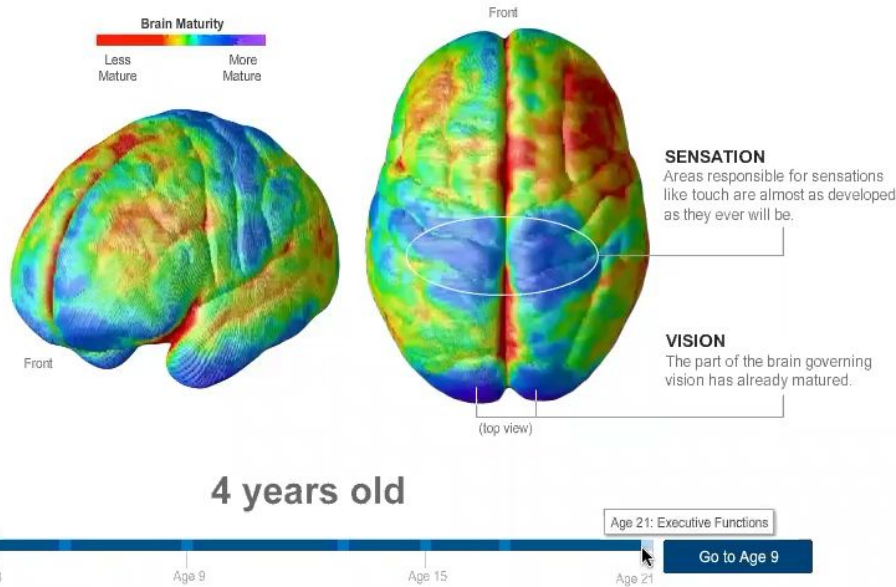 Front
Brain Maturity
Less
Mature
More
Mature
SENSATION
Areas responsible for sensations
like touch are almost as developed
as they ever will be.
Front
VISION
The part of the brain governing
vision has already matured.
(top view)
4 years old
Age 21: Executive Functions
Go to Age 9
Age 9
Age 15
Age 21